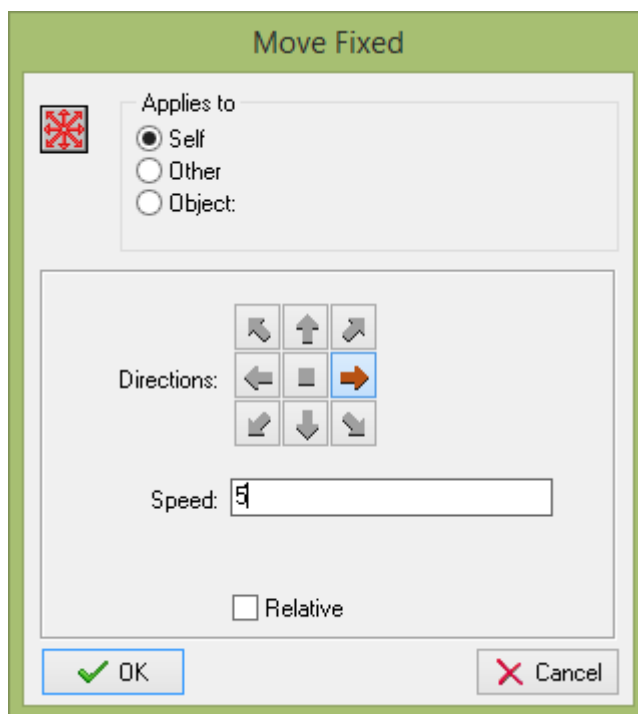 Move Fixed
Applies to
Self
Other
Object:
Directions:
Speed: 5
Relative
OK Cancel